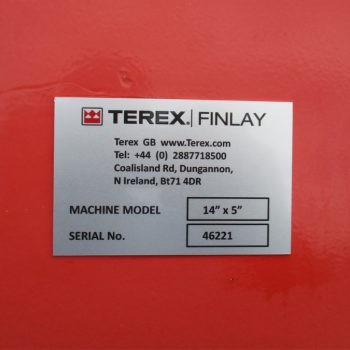 TEREX. | FINLAY
Terex GB www.Terex.com
Tel: +44 (0) 2887718500
Coalisland Rd, Dungannon,
N Ireland, Bt71 4DR
MACHINE MODEL 14” x 5”
SERIAL No. 46221